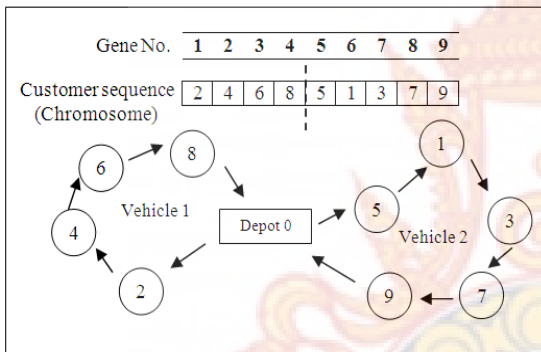 Gene No. 1 2 3 4 5 6 7 8 9
Customer sequence 2 4 6 8 5 1 3 7 9
(Chromosome)
1
8
6
5
3
Vehicle 1
Depot 0
4
Vehicle 2
2
9
7